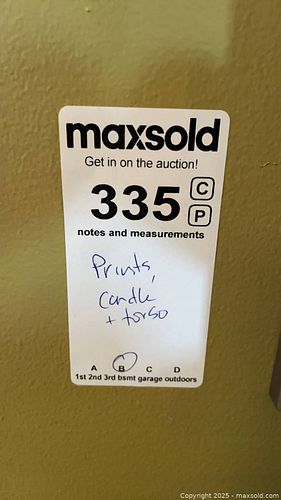 maxsold
Get in on the auction!
335 C
P
notes and measurements
Prints,
candle
+ torso
A B C D
1st 2nd 3rd bsmt garage outdoors
Copyright © 2025 - maxsold.com